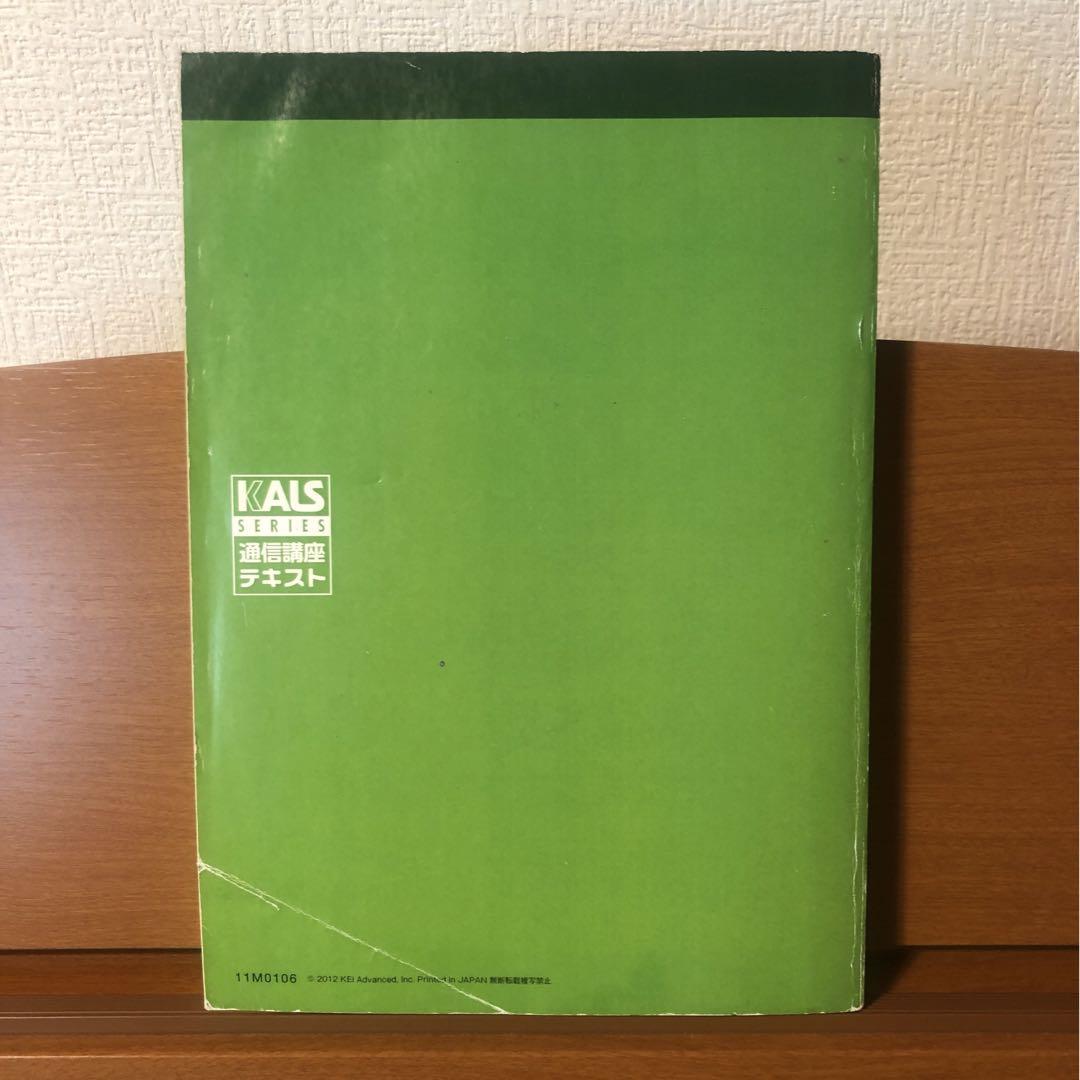 KALS
SERIES
通信講座
テキスト
11M0106 © 2012 KEI Advanced, Inc. Printed in JAPAN 無断転載複写禁止